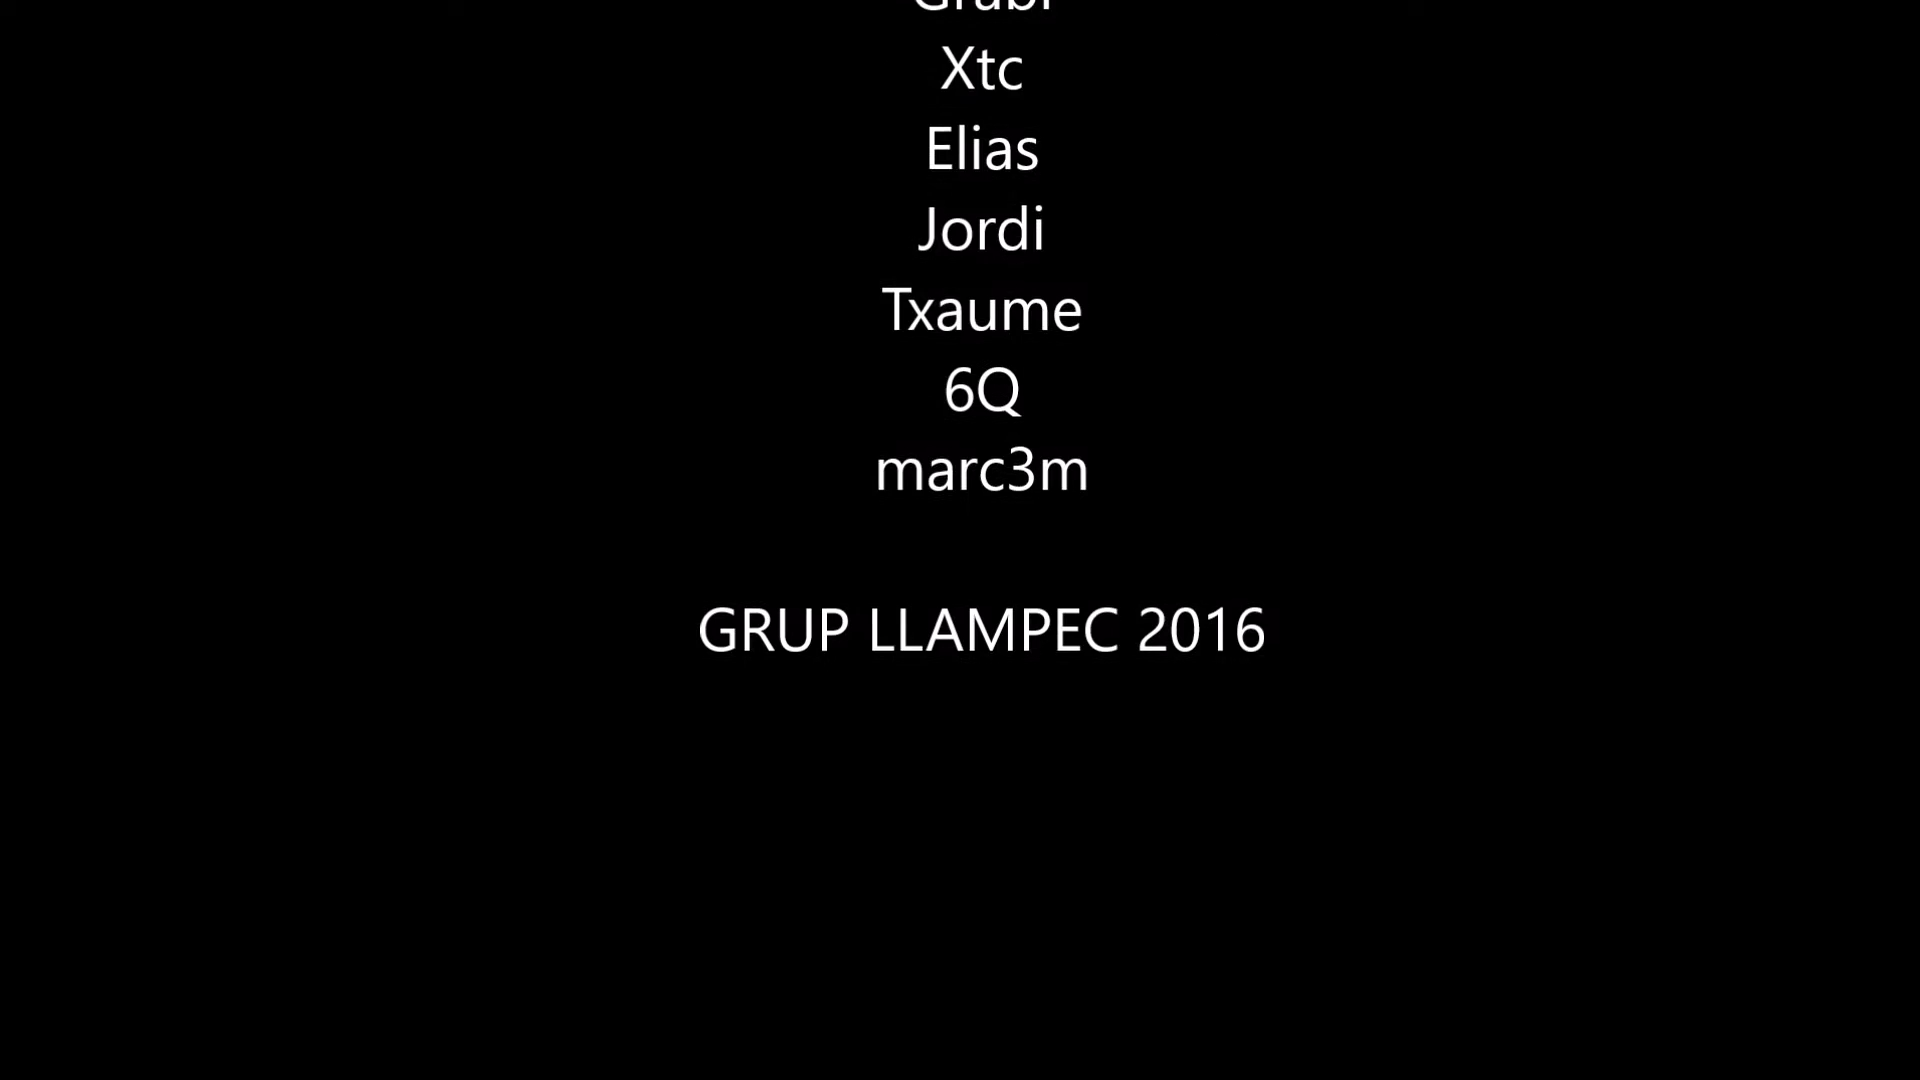 Xtc
Elias
Jordi
Txaume
6Q
marc3m
GRUP LLAMPEC 2016